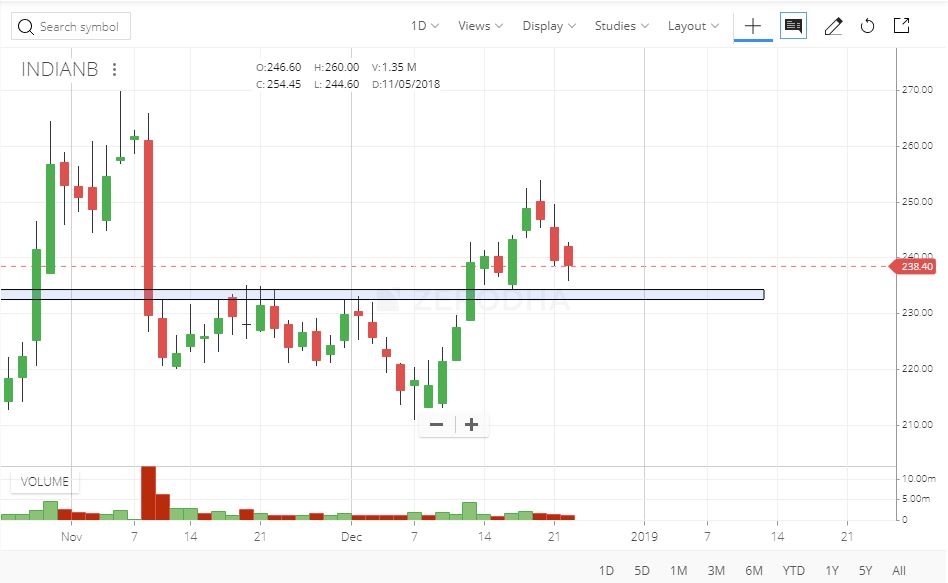 Search symbol 1D Views Display Studies Layout
INDIANB
O:246.60 H:260.00 V:1.35 M
C:254.45 L:244.60 D:11/05/2018
270.00
260.00
250.00
240.00
238.40
ZERODHA
230.00
220.00
210.00
VOLUME
10.00m
5.00m
0
Nov 7 14 21 Dec 7 14 21 2019 7 14 21
1D 5D 1M 3M 6M YTD 1Y 5Y All